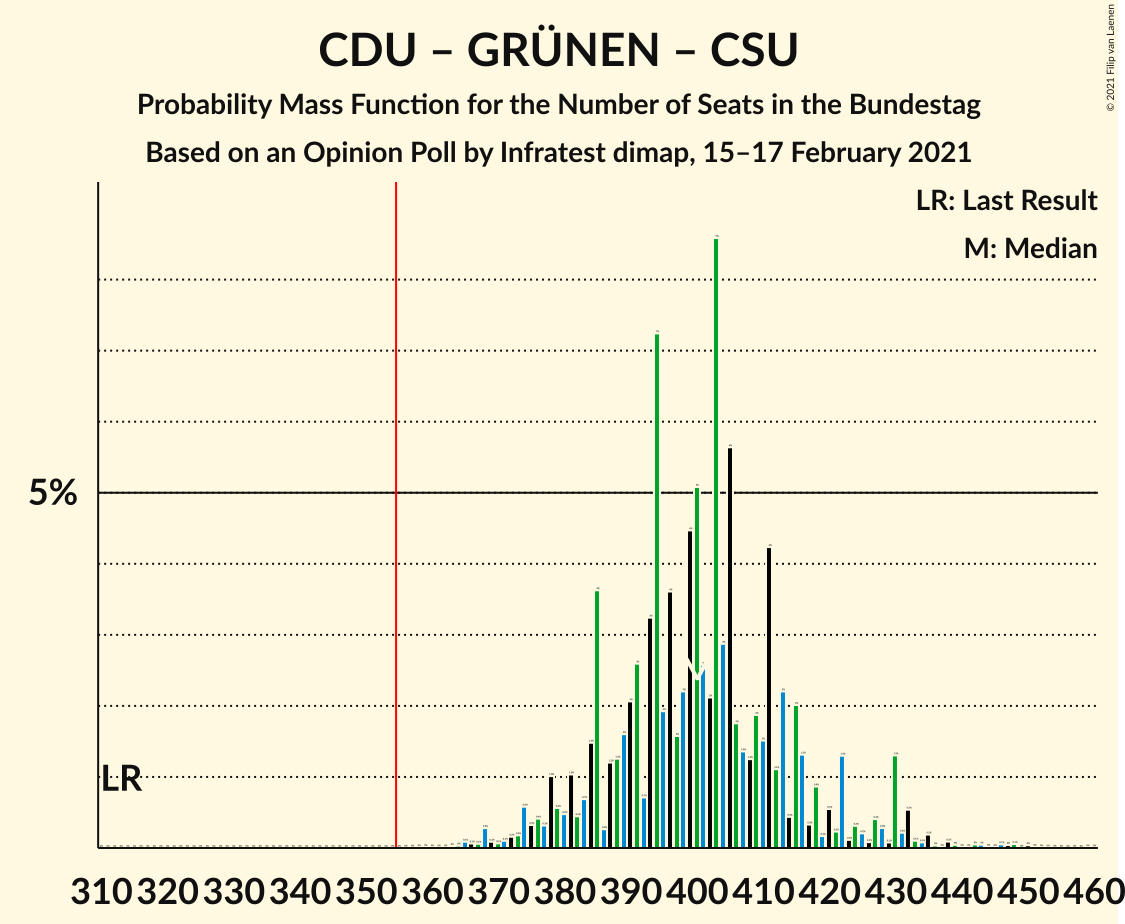 CDU – GRÜNEN – CSU
Probability Mass Function for the Number of Seats in the Bundestag
Based on an Opinion Poll by Infratest dimap, 15–17 February 2021
© 2021 Filip van Laenen
LR: Last Result
M: Median
5%
LR
M
310 320 330 340 350 360 370 380 390 400 410 420 430 440 450 460